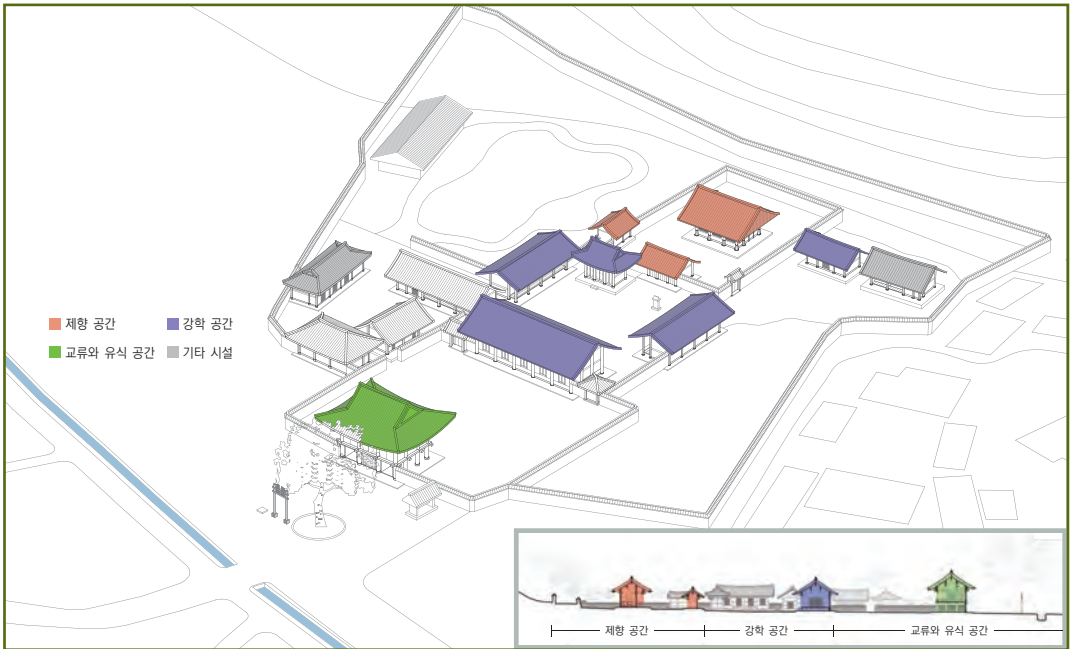 제향 공간 강학 공간
교류와 유식 공간 기타 시설
제향 공간 강학 공간 교류와 유식 공간